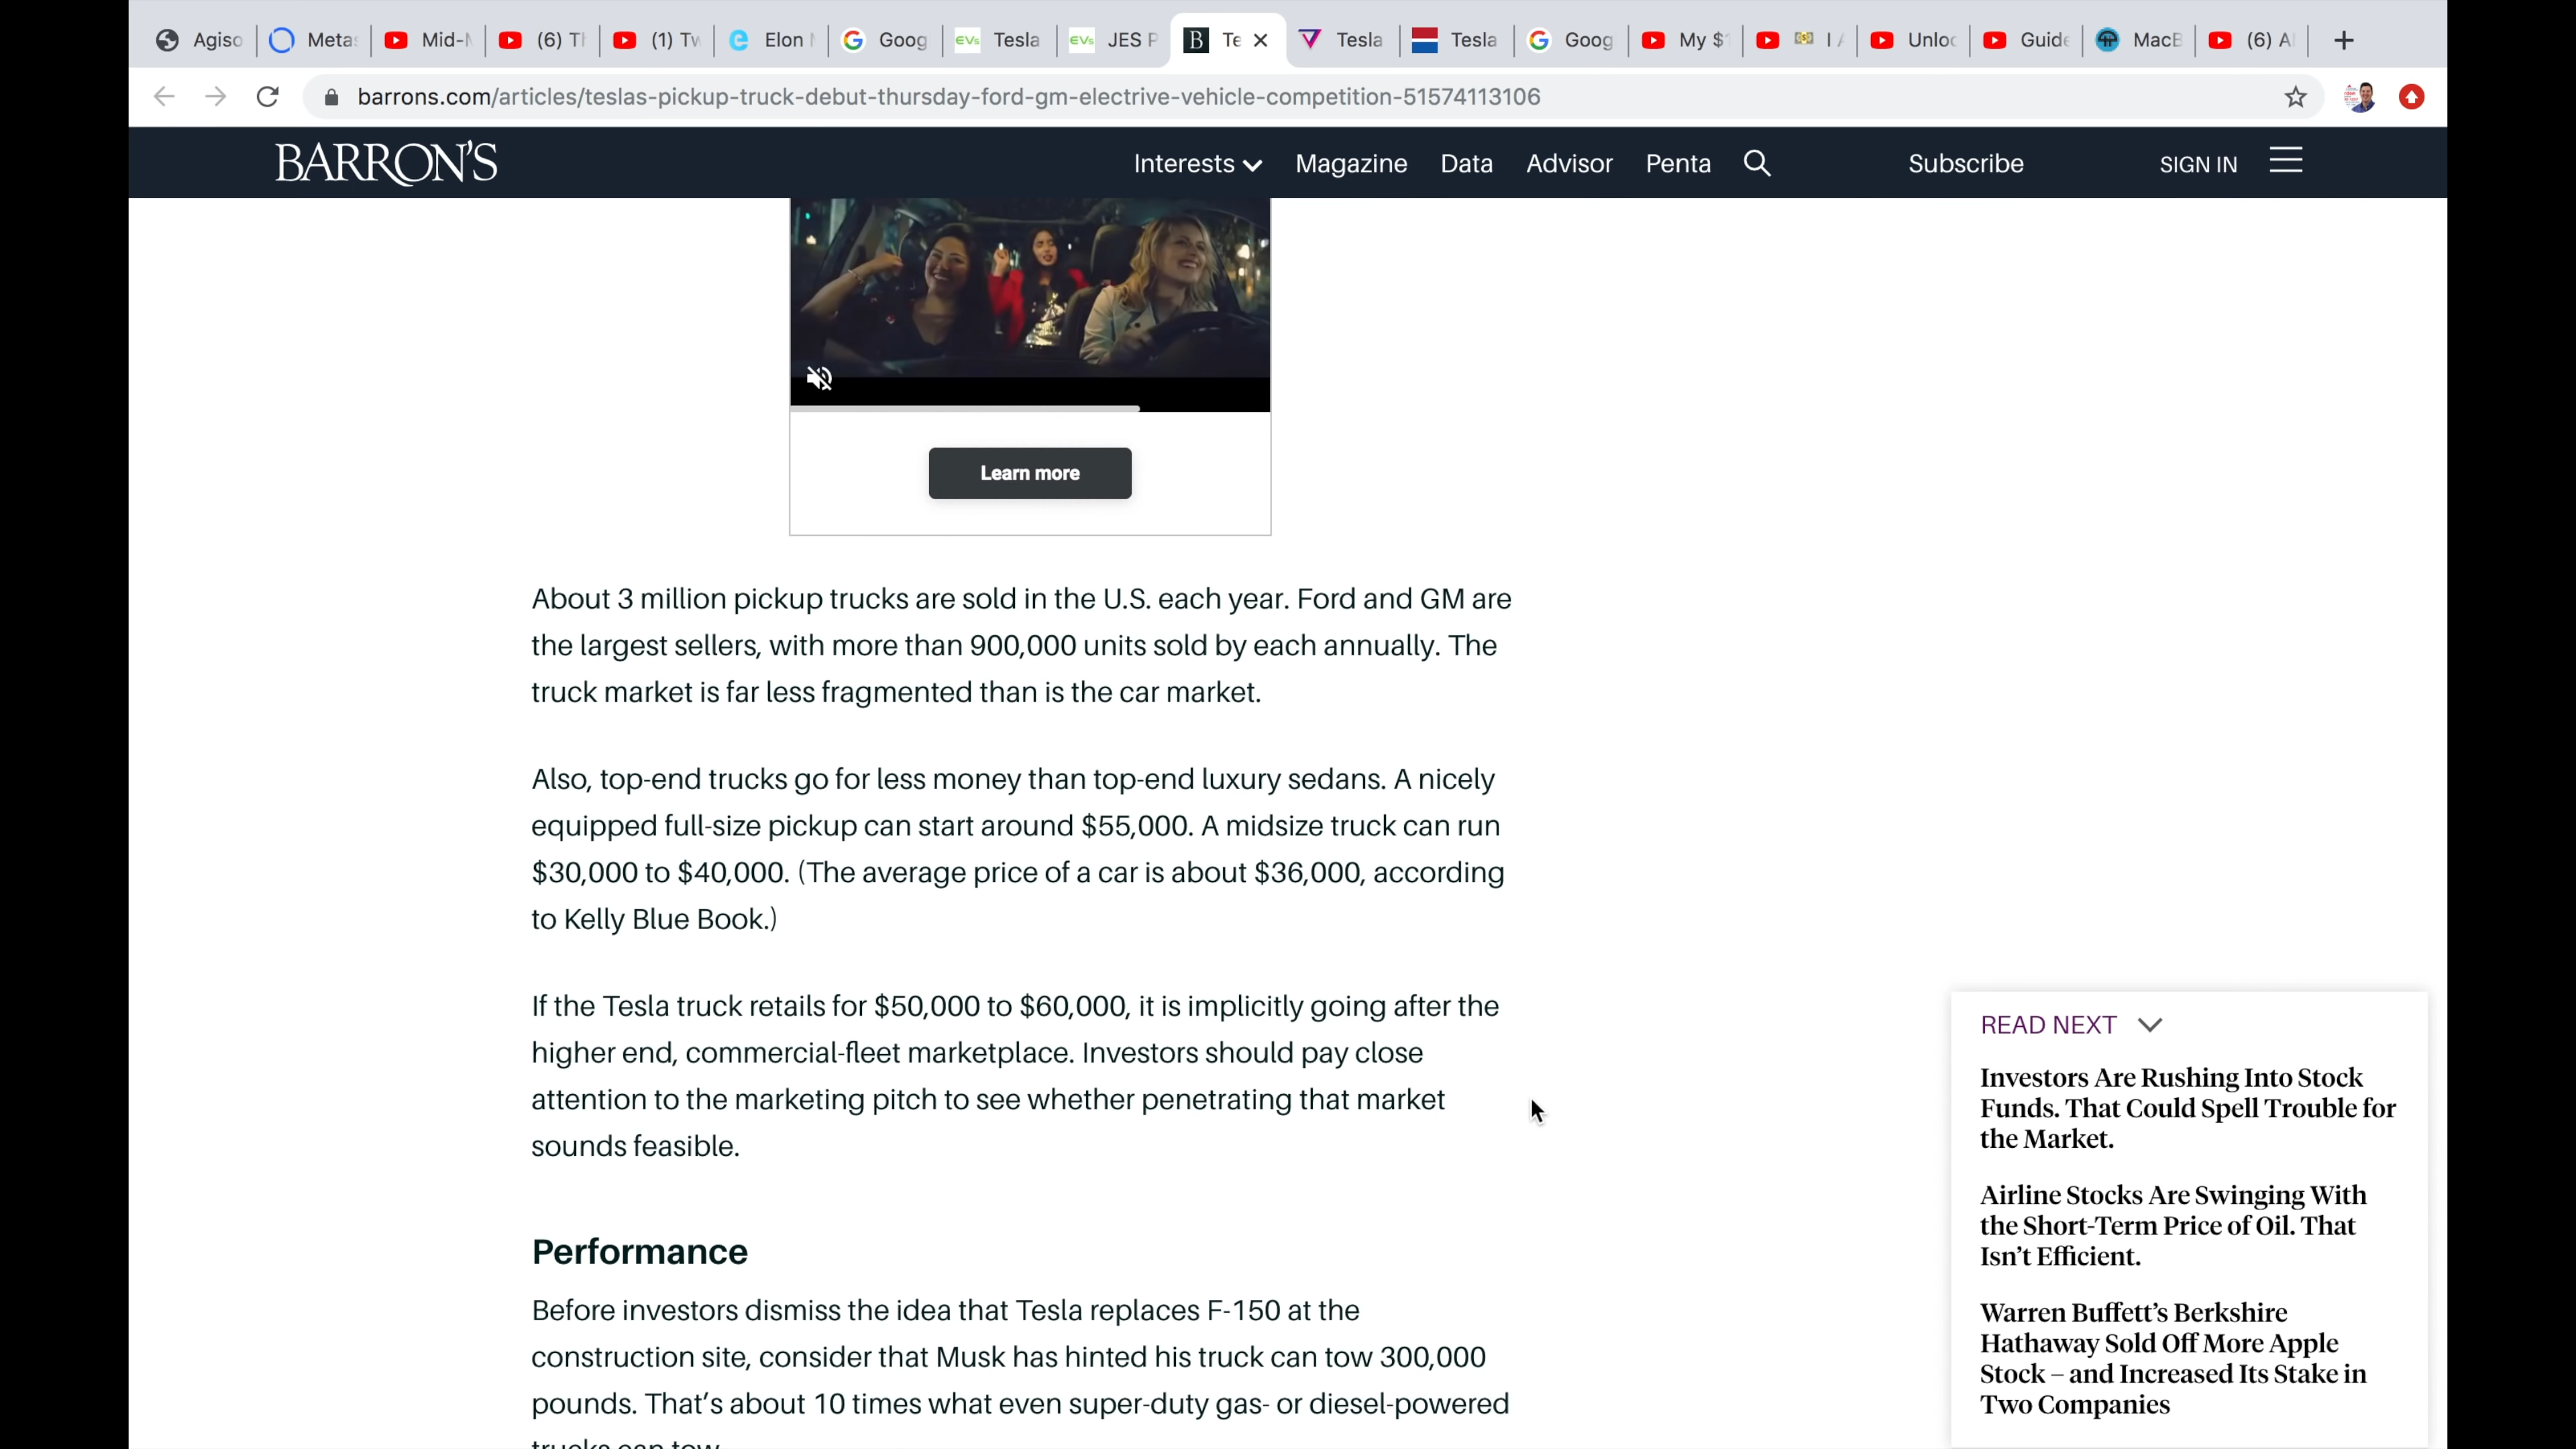 Agiso
Metas
Mid-M
(6) Th
(1) Tw
Elon M
Goog
EVs Tesla
EVs JES P
B Te
Tesla
Tesla
Goog
My $
I A
Unloc
Guide
MacB
(6) A
barrons.com/articles/teslas-pickup-truck-debut-thursday-ford-gm-electrive-vehicle-competition-51574113106
BARRON'S
Interests Magazine Data Advisor Penta Subscribe SIGN IN
Learn more
About 3 million pickup trucks are sold in the U.S. each year. Ford and GM are
the largest sellers, with more than 900,000 units sold by each annually. The
truck market is far less fragmented than is the car market.
Also, top-end trucks go for less money than top-end luxury sedans. A nicely
equipped full-size pickup can start around $55,000. A midsize truck can run
$30,000 to $40,000. (The average price of a car is about $36,000, according
to Kelly Blue Book.)
If the Tesla truck retails for $50,000 to $60,000, it is implicitly going after the
higher end, commercial-fleet marketplace. Investors should pay close
attention to the marketing pitch to see whether penetrating that market
sounds feasible.
Performance
Before investors dismiss the idea that Tesla replaces F-150 at the
construction site, consider that Musk has hinted his truck can tow 300,000
pounds. That's about 10 times what even super-duty gas- or diesel-powered
trucks can tow.
READ NEXT
Investors Are Rushing Into Stock
Funds. That Could Spell Trouble for
the Market.
Airline Stocks Are Swinging With
the Short-Term Price of Oil. That
Isn't Efficient.
Warren Buffett's Berkshire
Hathaway Sold Off More Apple
Stock – and Increased Its Stake in
Two Companies